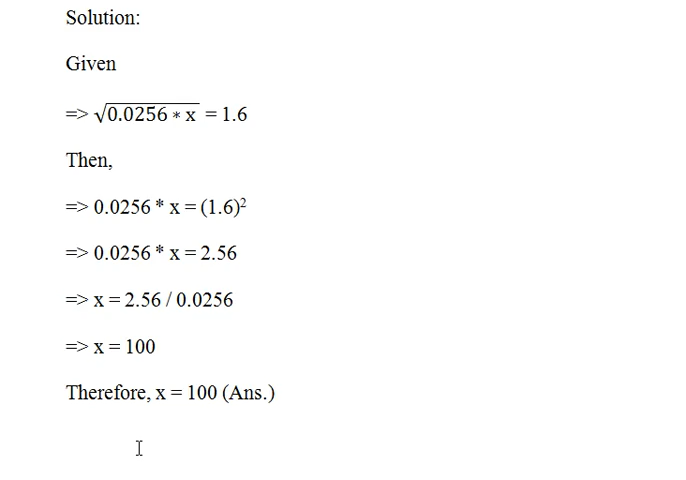 Solution:
Given
=> √0.0256 * x = 1.6
Then,
=> 0.0256 * x = (1.6)²
=> 0.0256 * x = 2.56
=> x = 2.56 / 0.0256
=> x = 100
Therefore, x = 100 (Ans.)